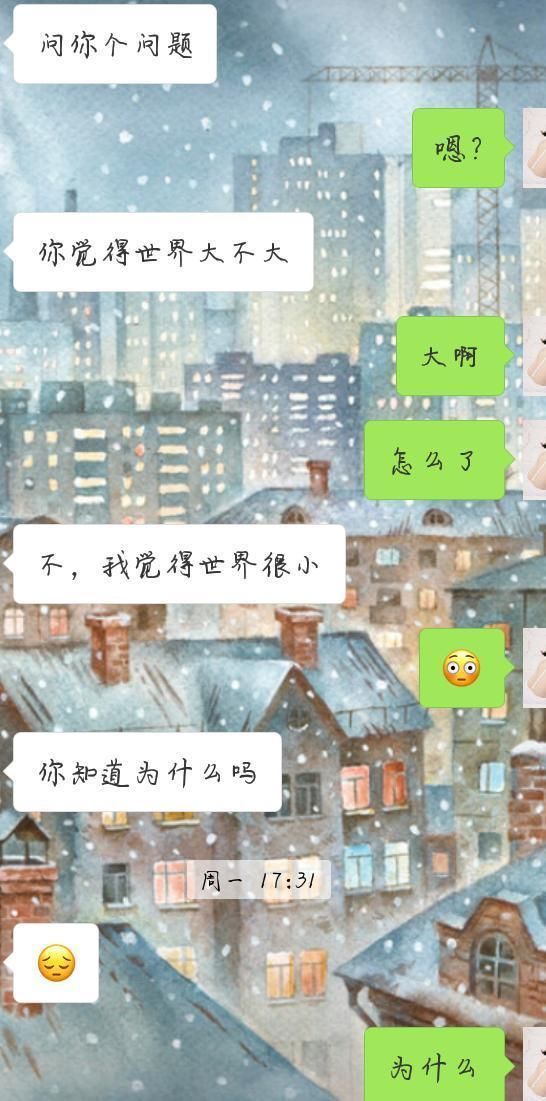 问你个问题
嗯?
你觉得世界大不大
大啊
怎么了
不，我觉得世界很小
😳
你知道为什么吗
周一 17:31
😔
为什么